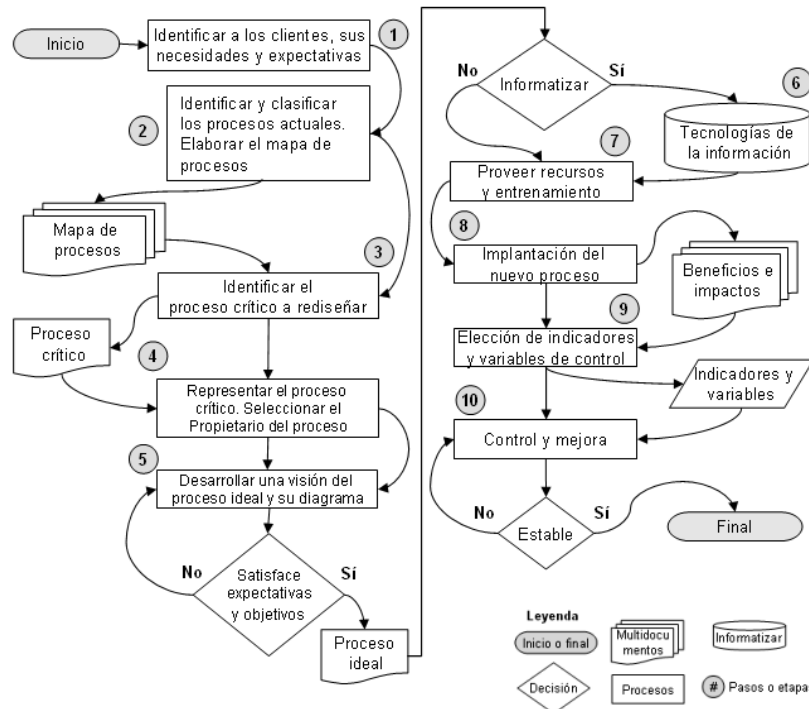 Inicio
Identificar a los clientes, sus
necesidades y expectativas
1
2
Identificar y clasificar
los procesos actuales.
Elaborar el mapa de
procesos
Mapa de
procesos
3
Identificar el
proceso crítico a rediseñar
Proceso
crítico
4
Representar el proceso
crítico. Seleccionar el
Propietario del proceso
5
Desarrollar una visión del
proceso ideal y su diagrama
No
Satisface
expectativas
y objetivos
Sí
Proceso
ideal
No
Informatizar
Sí
6
Tecnologías de
la información
7
Proveer recursos
y entrenamiento
8
Implantación del
nuevo proceso
Beneficios e
impactos
9
Elección de indicadores
y variables de control
Indicadores y
variables
10
Control y mejora
No
Estable
Sí
Final
Leyenda
Inicio o final
Multidocu
mentos
Informatizar
Decisión
Procesos
#
Pasos o etapa